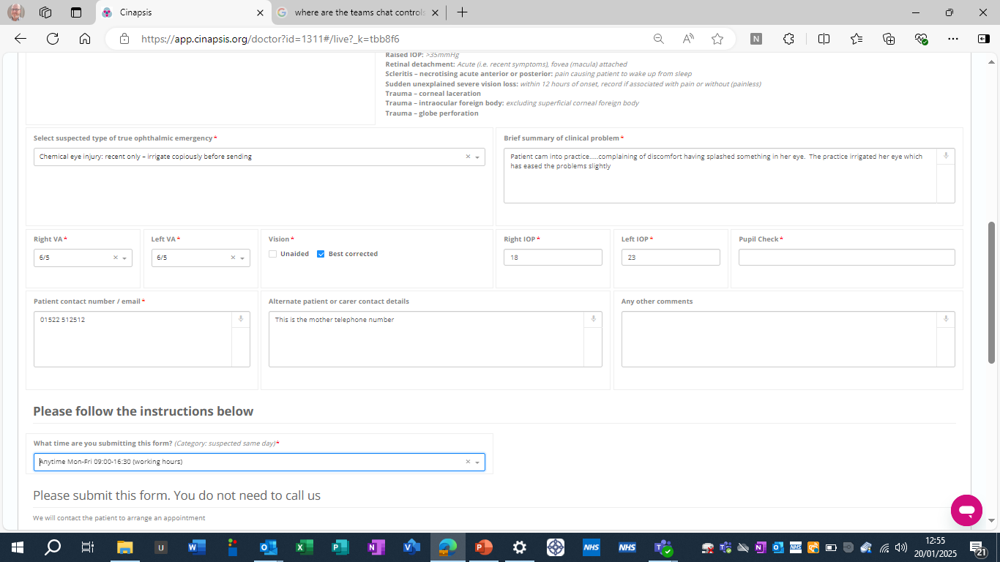 Cinapsis
where are the teams chat controls
https://app.cinapsis.org/doctor?id=1311#/live?_k=tbb8f6
Raised IOP: >35mmHg
Retinal detachment: Acute (i.e. recent symptoms), fovea (macula) attached
Scleritis – necrotising acute anterior or posterior: pain causing patient to wake up from sleep
Sudden unexplained severe vision loss: within 12 hours of onset, record if associated with pain or without (painless)
Trauma – corneal laceration
Trauma – intraocular foreign body: excluding superficial corneal foreign body
Trauma – globe perforation
Select suspected type of true ophthalmic emergency *
Chemical eye injury: recent only – irrigate copiously before sending
Brief summary of clinical problem *
Patient cam into practice.....complaining of discomfort having splashed something in her eye.  The practice irrigated her eye which
has eased the problems slightly
Right VA *
6/5
Left VA *
6/5
Vision *
Unaided
Best corrected
Right IOP *
18
Left IOP *
23
Pupil Check *
Patient contact number / email *
01522 512512
Alternate patient or carer contact details
This is the mother telephone number
Any other comments
Please follow the instructions below
What time are you submitting this form? (Category: suspected same day) *
Anytime Mon-Fri 09:00-16:30 (working hours)
Please submit this form. You do not need to call us
We will contact the patient to arrange an appointment
12:55
20/01/2025
21